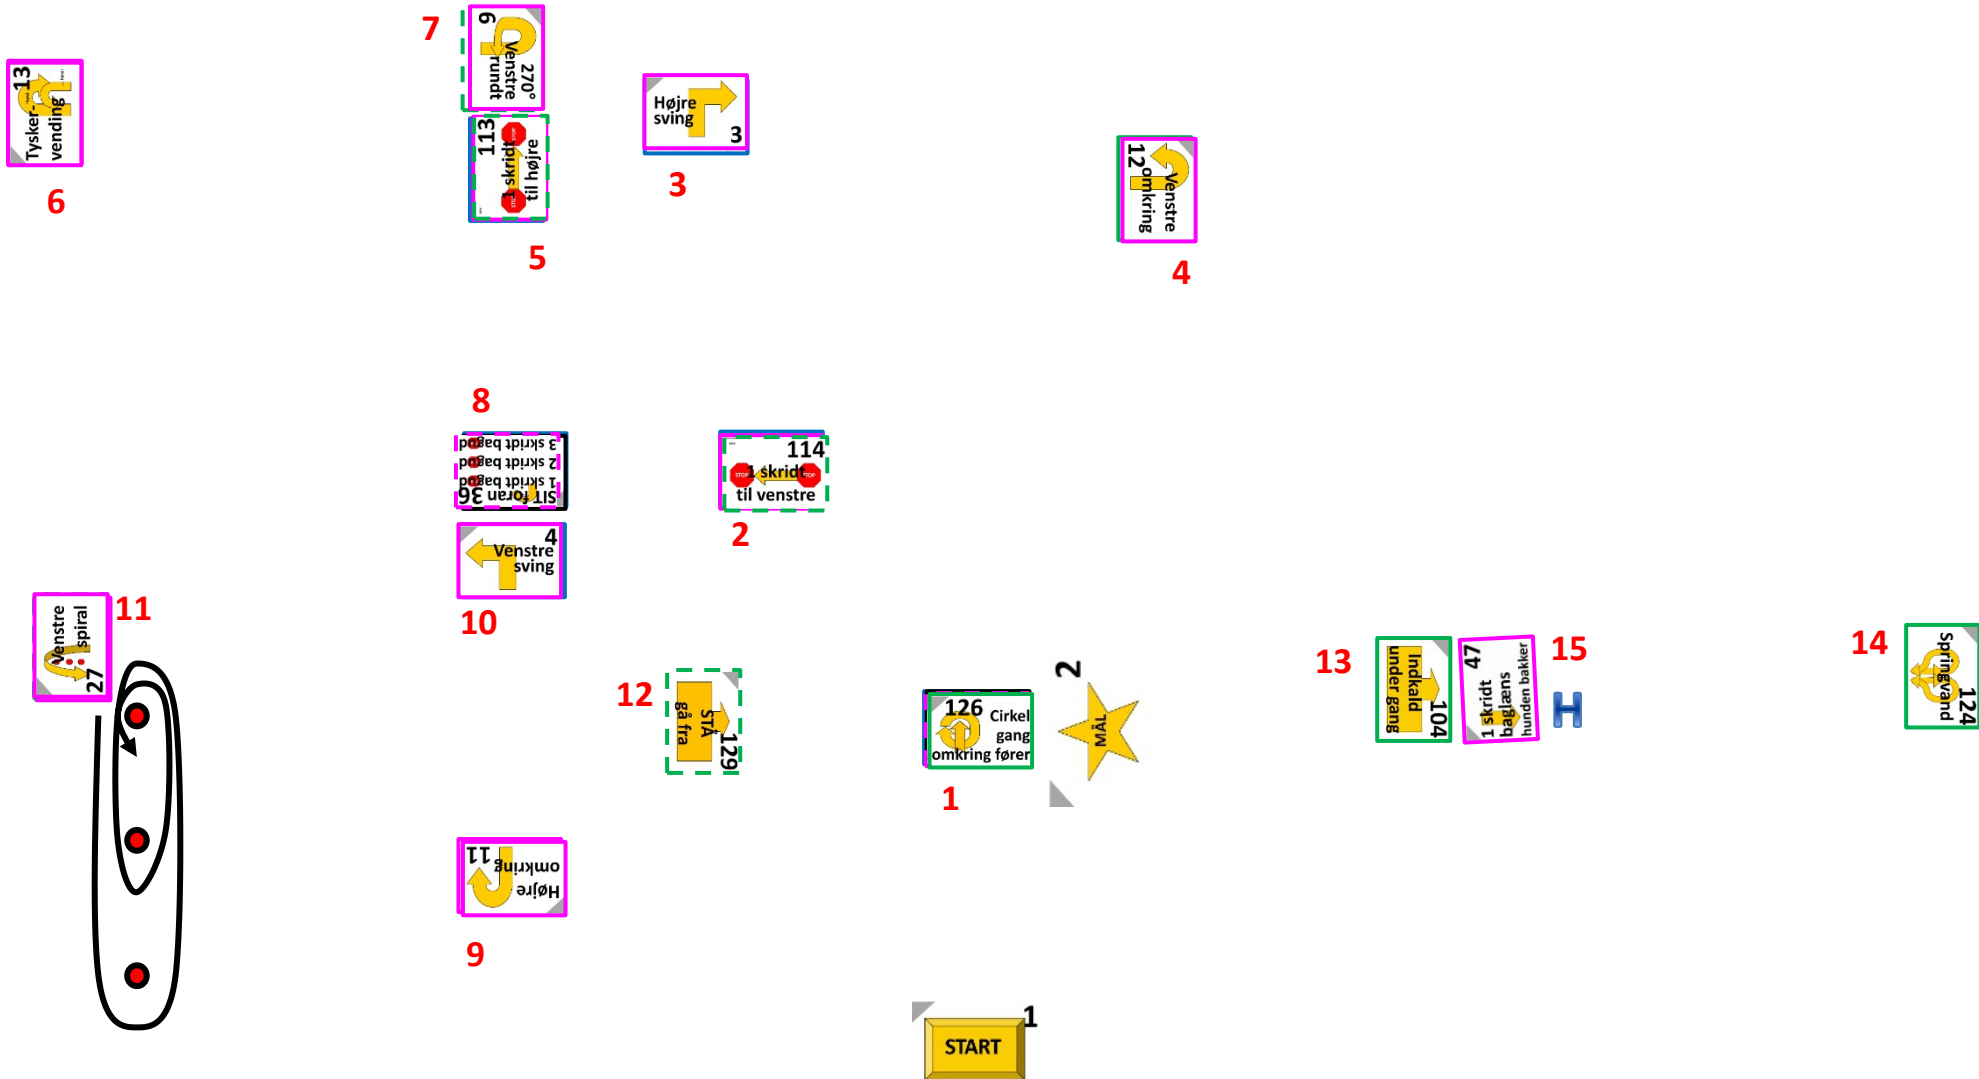 7
9
Venstre
rundt
270°
13
Tysker-
vending
6
113
STOP
1 skridt
STOP
til højre
5
Højre
sving
3
3
12
Venstre
omkring
4
8
SIT foran 36
1 skridt bagud
2 skridt bagud
3 skridt bagud
114
STOP
1 skridt
STOP
til venstre
2
4
Venstre
sving
10
11
Venstre
spiral
27
12
STÅ
gå fra
129
126
Cirkel
gang
omkring fører
1
2
MÅL
13
Indkald
under gang
104
47
1 skridt
baglæns
hunden bakker
15
H
14
Springvand
124
11
Højre
omkring
9
1
START